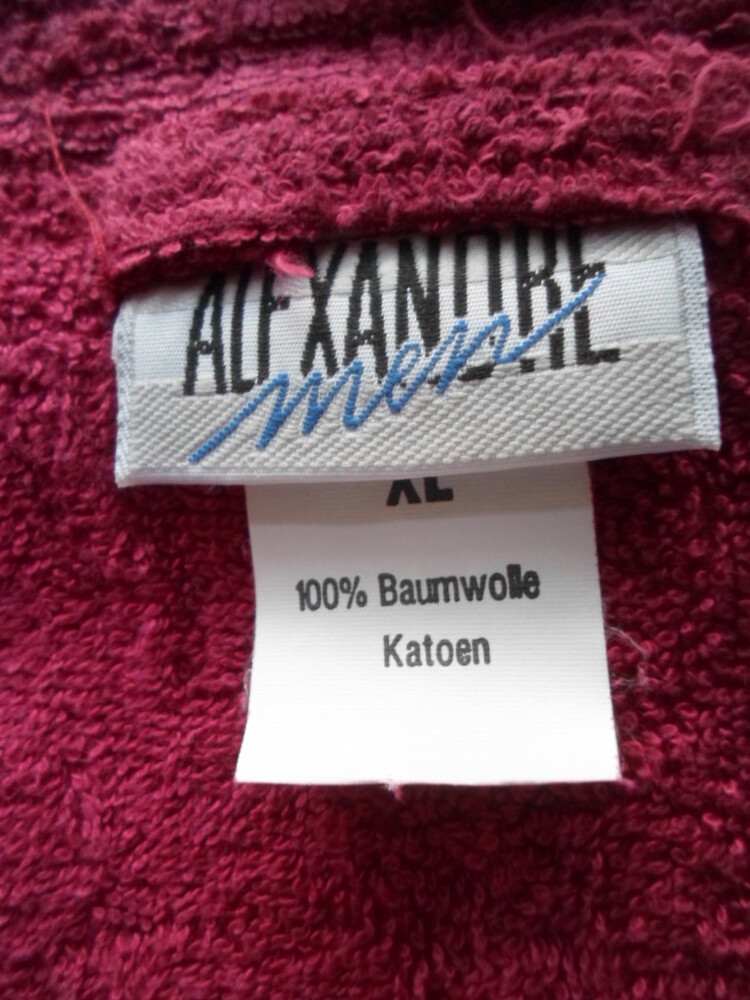 ALEXANDRE
men
XL
100% Baumwolle
Katoen